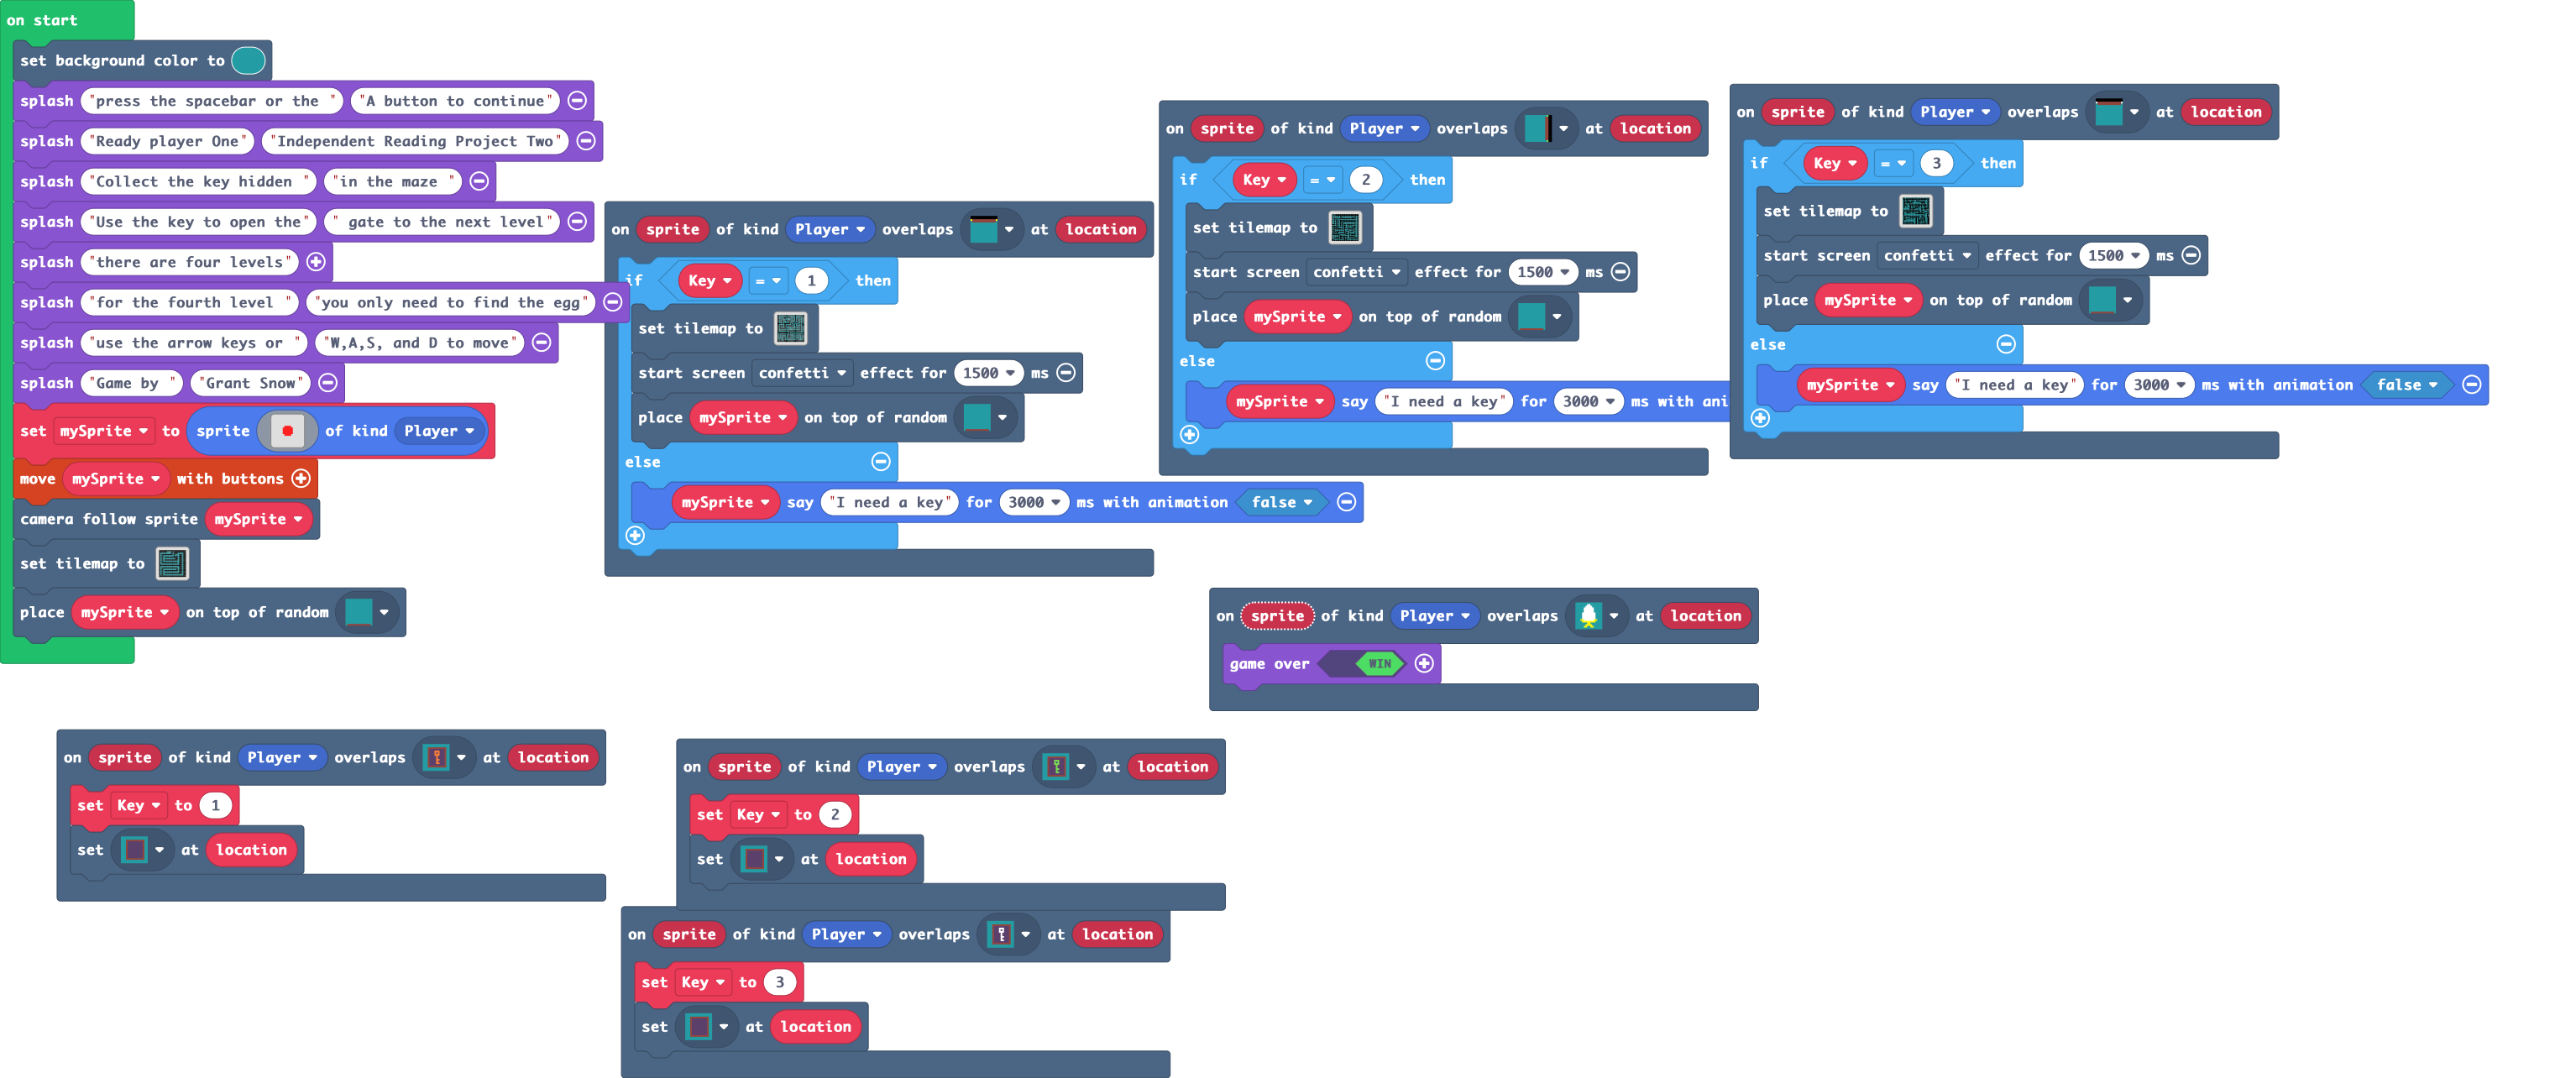 on start
set background color to
splash "press the spacebar or the " "A button to continue"
splash "Ready player One" "Independent Reading Project Two"
splash "Collect the key hidden " "in the maze "
splash "Use the key to open the" " gate to the next level"
splash "there are four levels"
splash "for the fourth level " "you only need to find the egg"
splash "use the arrow keys or " "W,A,S, and D to move"
splash "Game by " "Grant Snow"
set mySprite to sprite of kind Player
move mySprite with buttons
camera follow sprite mySprite
set tilemap to
place mySprite on top of random
on sprite of kind Player overlaps at location
if Key = 1 then
set tilemap to
start screen confetti effect for 1500 ms
place mySprite on top of random
else
mySprite say "I need a key" for 3000 ms with animation false
on sprite of kind Player overlaps at location
if Key = 2 then
set tilemap to
start screen confetti effect for 1500 ms
place mySprite on top of random
else
mySprite say "I need a key" for 3000 ms with ani
on sprite of kind Player overlaps at location
if Key = 3 then
set tilemap to
start screen confetti effect for 1500 ms
place mySprite on top of random
else
mySprite say "I need a key" for 3000 ms with animation false
on sprite of kind Player overlaps at location
game over WIN
on sprite of kind Player overlaps at location
set Key to 1
set at location
on sprite of kind Player overlaps at location
set Key to 2
set at location
on sprite of kind Player overlaps at location
set Key to 3
set at location